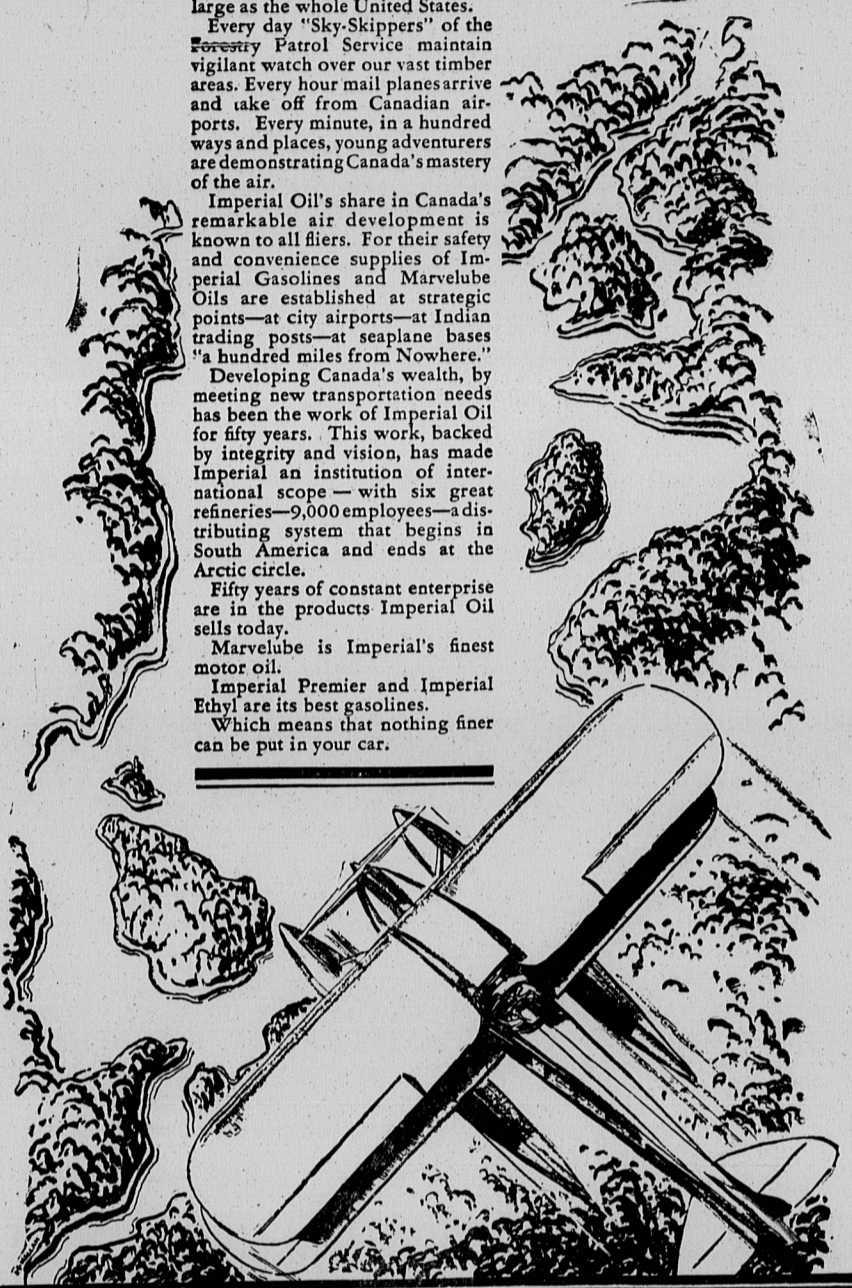 large as the whole United States.
Every day "Sky-Skippers" of the
Forestry Patrol Service maintain
vigilant watch over our vast timber
areas. Every hour mail planes arrive
and take off from Canadian air-
ports. Every minute, in a hundred
ways and places, young adventurers
are demonstrating Canada's mastery
of the air.
Imperial Oil's share in Canada's
remarkable air development is
known to all fliers. For their safety
and convenience supplies of Im-
perial Gasolines and Marvelube
Oils are established at strategic
points—at city airports—at Indian
trading posts—at seaplane bases
"a hundred miles from Nowhere."
Developing Canada's wealth, by
meeting new transportation needs
has been the work of Imperial Oil
for fifty years. This work, backed
by integrity and vision, has made
Imperial an institution of inter-
national scope — with six great
refineries—9,000 employees—a dis-
tributing system that begins in
South America and ends at the
Arctic circle.
Fifty years of constant enterprise
are in the products Imperial Oil
sells today.
Marvelube is Imperial's finest
motor oil.
Imperial Premier and Imperial
Ethyl are its best gasolines.
Which means that nothing finer
can be put in your car.